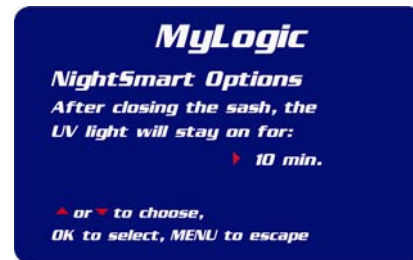 MyLogic
NightSmart Options
After closing the sash, the
UV light will stay on for:
10 min.
or to choose,
OK to select, MENU to escape